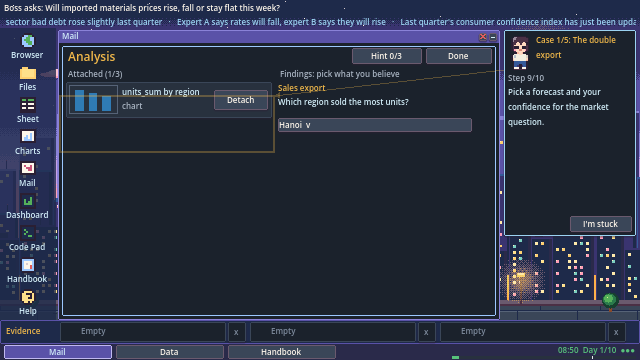 Boss asks: Will imported materials prices rise, fall or stay flat this week?
sector bad debt rose slightly last quarter · Expert A says rates will fall, expert B says they will rise · Last quarter's consumer confidence index has just been upda
Browser
Files
Sheet
Charts
Mail
Dashboard
Code Pad
Handbook
Help
Mail
Analysis
Hint 0/3
Done
Attached (1/3)
units_sum by region
chart
Detach
Findings: pick what you believe
Sales export
Which region sold the most units?
Hanoi v
Case 1/5: The double export
Step 9/10
Pick a forecast and your
confidence for the market
question.
I'm stuck
Evidence
Empty
x
Empty
x
Empty
x
Mail
Data
Handbook
08:50 Day 1/10